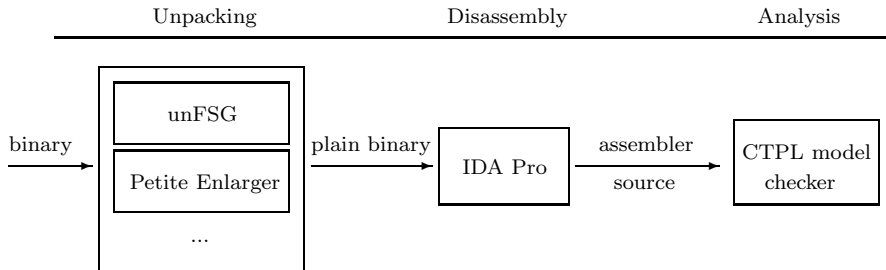 Unpacking
Disassembly
Analysis
binary
unFSG
Petite Enlarger
...
plain binary
IDA Pro
assembler
source
CTPL model
checker